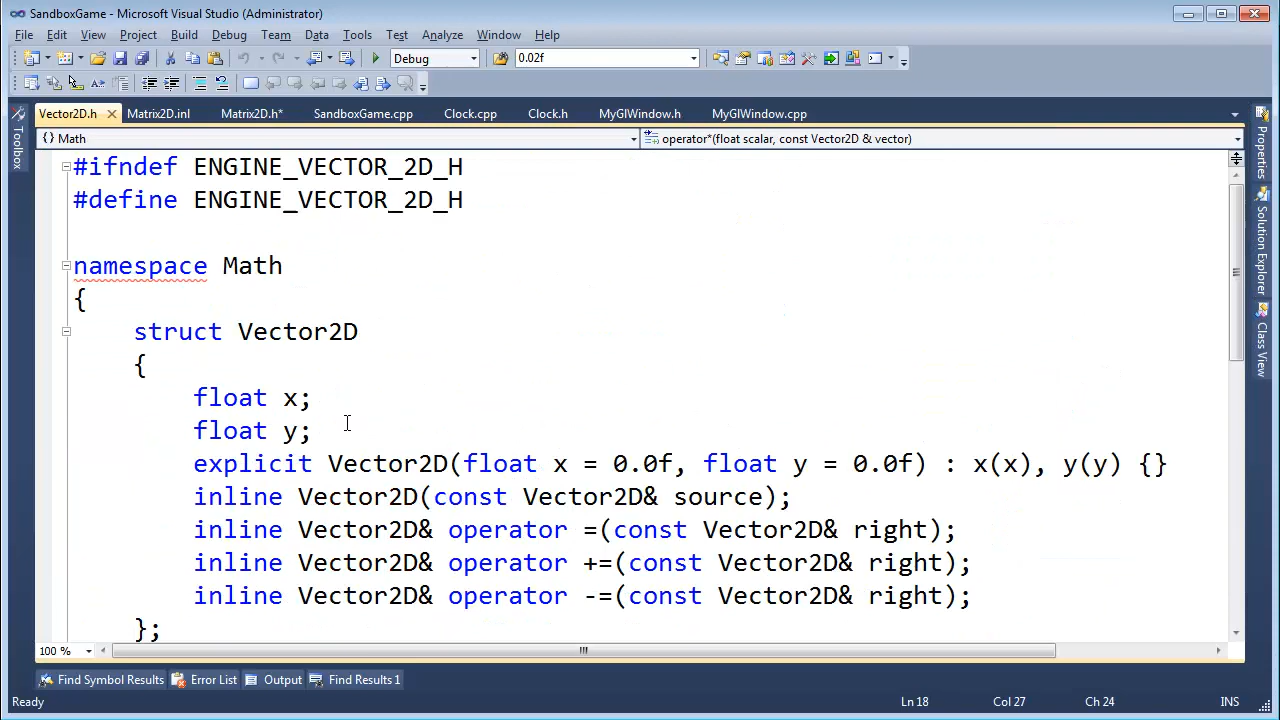 SandboxGame - Microsoft Visual Studio (Administrator)
File Edit View Project Build Debug Team Data Tools Test Analyze Window Help
Debug 0.02f
Vector2D.h Matrix2D.inl Matrix2D.h* SandboxGame.cpp Clock.cpp Clock.h MyGlWindow.h MyGlWindow.cpp
{} Math operator*(float scalar, const Vector2D & vector)
Toolbox
Properties
Solution Explorer
Class View
#ifndef ENGINE_VECTOR_2D_H
#define ENGINE_VECTOR_2D_H
namespace Math
{
struct Vector2D
{
float x;
float y;
explicit Vector2D(float x = 0.0f, float y = 0.0f) : x(x), y(y) {}
inline Vector2D(const Vector2D& source);
inline Vector2D& operator =(const Vector2D& right);
inline Vector2D& operator +=(const Vector2D& right);
inline Vector2D& operator -=(const Vector2D& right);
};
100 %
Find Symbol Results Error List Output Find Results 1
Ready Ln 18 Col 27 Ch 24 INS